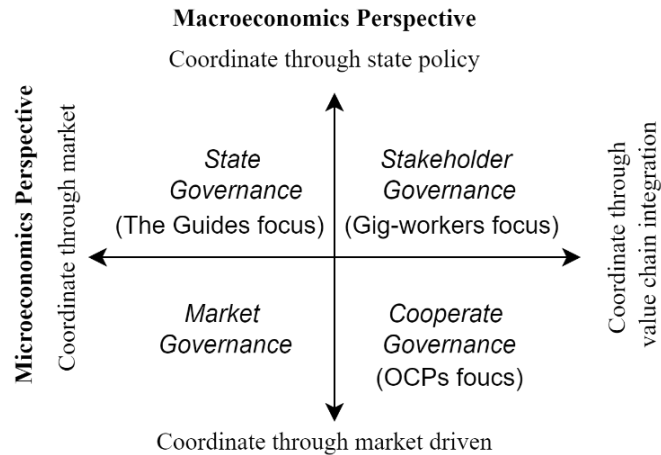 Macroeconomics Perspective
Coordinate through state policy
Microeconomics Perspective
Coordinate through market
State
Governance
(The Guides focus)
Stakeholder
Governance
(Gig-workers focus)
Market
Governance
Cooperate
Governance
(OCPs foucs)
Coordinate through
value chain integration
Coordinate through market driven